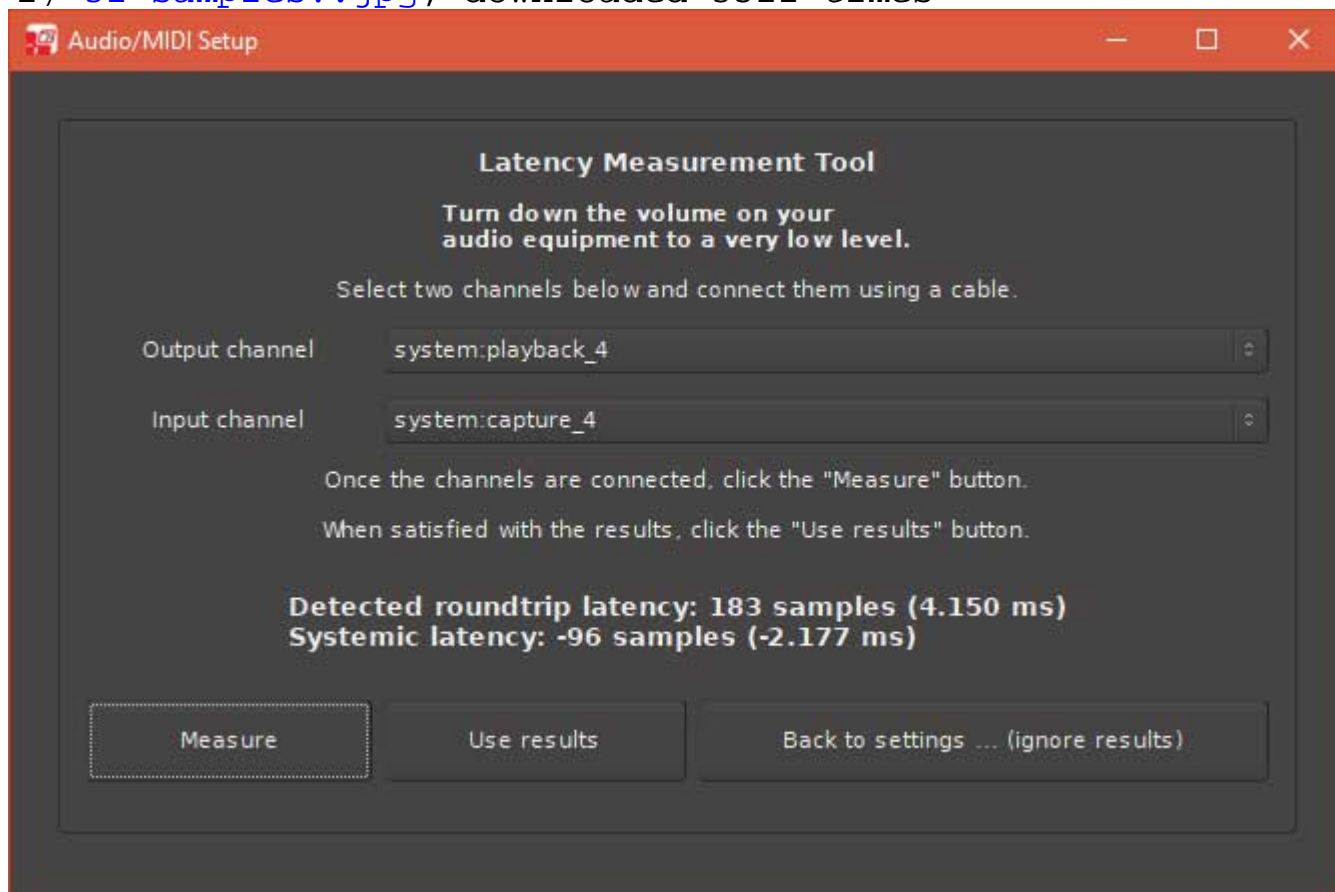 Audio/MIDI Setup
Latency Measurement Tool
Turn down the volume on your
audio equipment to a very low level.
Select two channels below and connect them using a cable.
Output channel system:playback_4
Input channel system:capture_4
Once the channels are connected, click the "Measure" button.
When satisfied with the results, click the "Use results" button.
Detected roundtrip latency: 183 samples (4.150 ms)
Systemic latency: -96 samples (-2.177 ms)
Measure Use results Back to settings ... (ignore results)